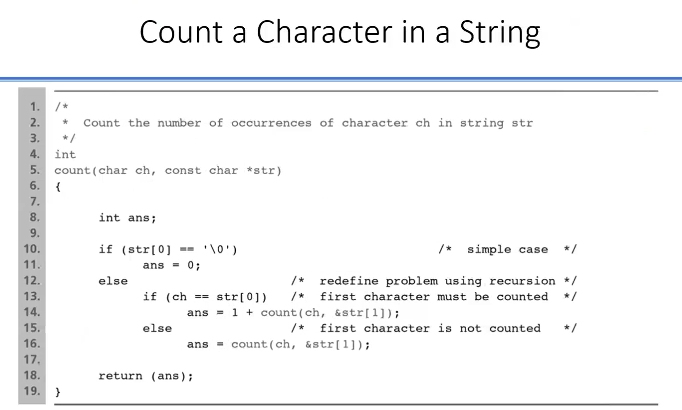 Count a Character in a String
1. /*
2.  *  Count the number of occurrences of character ch in string str
3.  */
4. int
5. count(char ch, const char *str)
6. {
7.
8.       int ans;
9.
10.      if (str[0] == '\0')                           /*  simple case  */
11.            ans = 0;
12.      else                      /*  redefine problem using recursion */
13.            if (ch == str[0])   /*  first character must be counted  */
14.                  ans = 1 + count(ch, &str[1]);
15.            else                /*  first character is not counted   */
16.                  ans = count(ch, &str[1]);
17.
18.      return (ans);
19. }